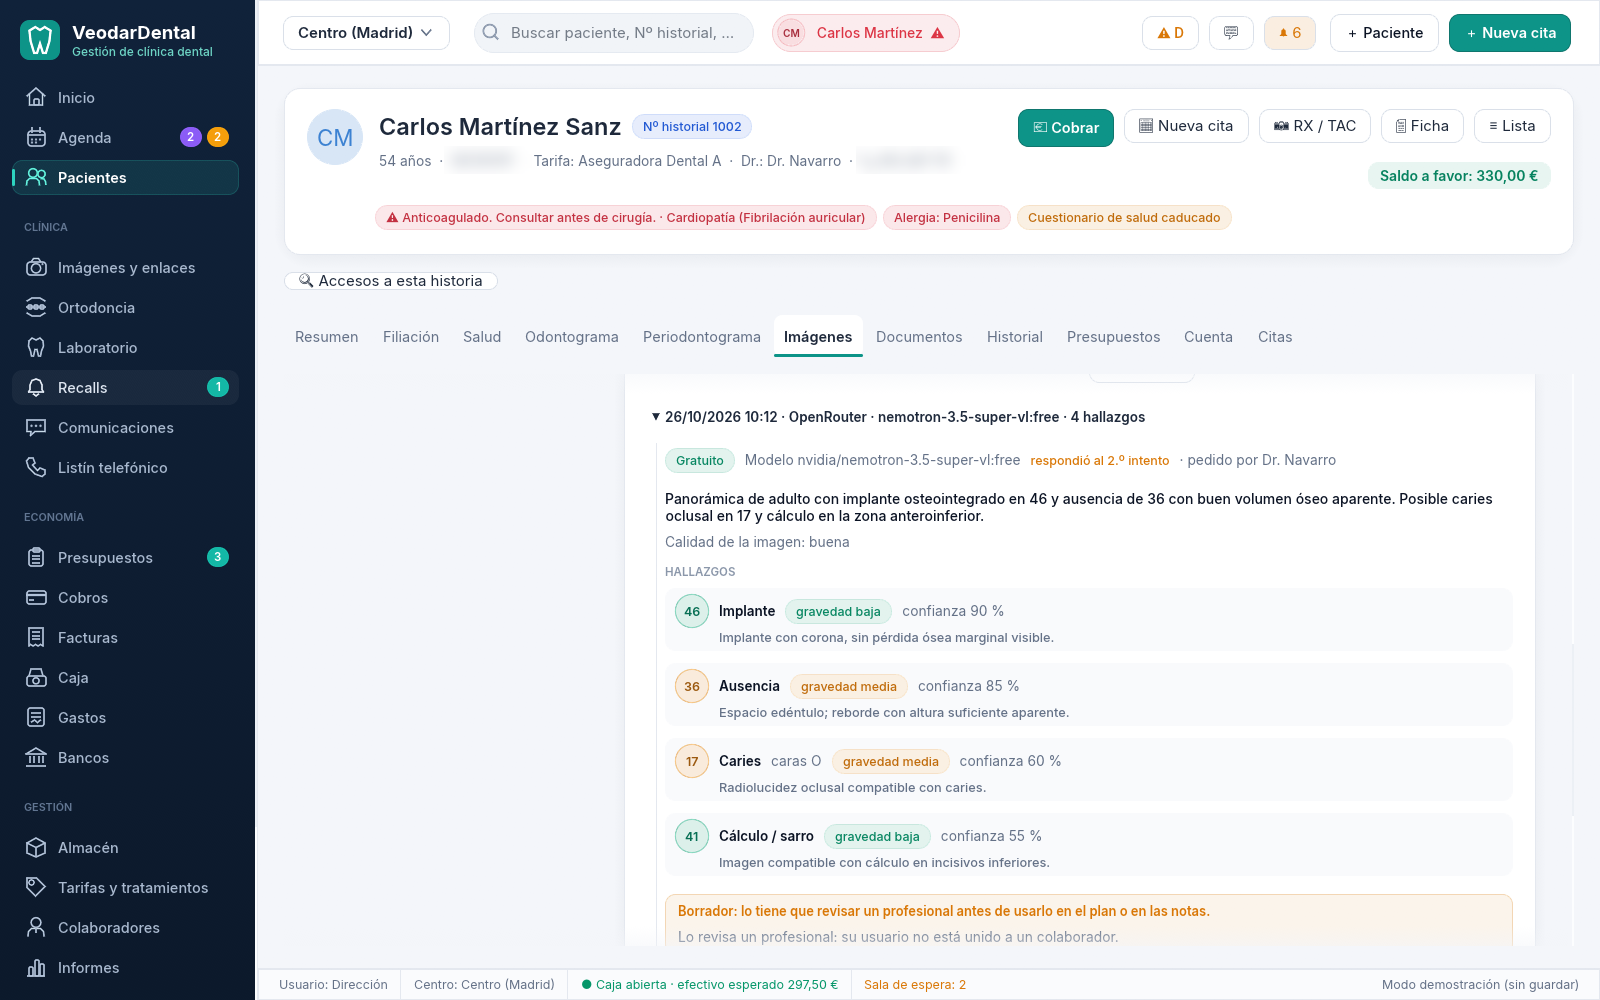 VeodarDental
Gestión de clínica dental
Inicio
Agenda 2 2
Pacientes
CLÍNICA
Imágenes y enlaces
Ortodoncia
Laboratorio
Recalls 1
Comunicaciones
Listín telefónico
ECONOMÍA
Presupuestos 3
Cobros
Facturas
Caja
Gastos
Bancos
GESTIÓN
Almacén
Tarifas y tratamientos
Colaboradores
Informes
Centro (Madrid)
Buscar paciente, Nº historial, ...
CM Carlos Martínez
D
6
+ Paciente
+ Nueva cita
CM
Carlos Martínez Sanz Nº historial 1002
54 años · Tarifa: Aseguradora Dental A · Dr.: Dr. Navarro ·
Cobrar
Nueva cita
RX / TAC
Ficha
Lista
Saldo a favor: 330,00 €
Anticoagulado. Consultar antes de cirugía. · Cardiopatía (Fibrilación auricular) Alergia: Penicilina Cuestionario de salud caducado
Accesos a esta historia
Resumen Filiación Salud Odontograma Periodontograma Imágenes Documentos Historial Presupuestos Cuenta Citas
26/10/2026 10:12 · OpenRouter · nemotron-3.5-super-vl:free · 4 hallazgos
Gratuito Modelo nvidia/nemotron-3.5-super-vl:free respondió al 2.º intento · pedido por Dr. Navarro
Panorámica de adulto con implante osteointegrado en 46 y ausencia de 36 con buen volumen óseo aparente. Posible caries
oclusal en 17 y cálculo en la zona anteroinferior.
Calidad de la imagen: buena
HALLAZGOS
46 Implante gravedad baja confianza 90 %
Implante con corona, sin pérdida ósea marginal visible.
36 Ausencia gravedad media confianza 85 %
Espacio edéntulo; reborde con altura suficiente aparente.
17 Caries caras O gravedad media confianza 60 %
Radiolucidez oclusal compatible con caries.
41 Cálculo / sarro gravedad baja confianza 55 %
Imagen compatible con cálculo en incisivos inferiores.
Borrador: lo tiene que revisar un profesional antes de usarlo en el plan o en las notas.
Lo revisa un profesional: su usuario no está unido a un colaborador.
Usuario: Dirección
Centro: Centro (Madrid)
Caja abierta · efectivo esperado 297,50 €
Sala de espera: 2
Modo demostración (sin guardar)